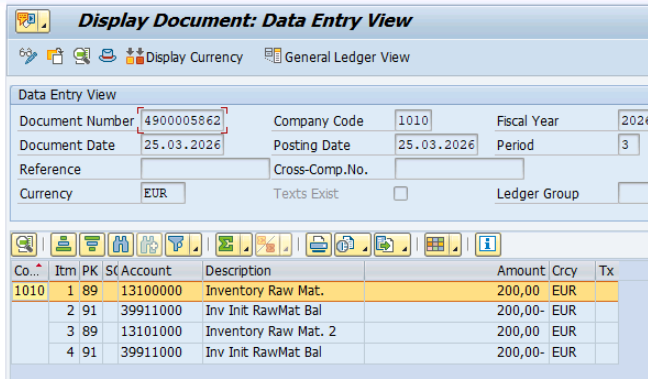 Display Document: Data Entry View
Display Currency General Ledger View
Data Entry View
Document Number 4900005862 Company Code 1010 Fiscal Year 2026
Document Date 25.03.2026 Posting Date 25.03.2026 Period 3
Reference Cross-Comp.No.
Currency EUR Texts Exist Ledger Group
Co... Itm PK S( Account Description Amount Crcy Tx
1010 1 89 13100000 Inventory Raw Mat. 200,00 EUR
2 91 39911000 Inv Init RawMat Bal 200,00- EUR
3 89 13101000 Inventory Raw Mat. 2 200,00 EUR
4 91 39911000 Inv Init RawMat Bal 200,00- EUR